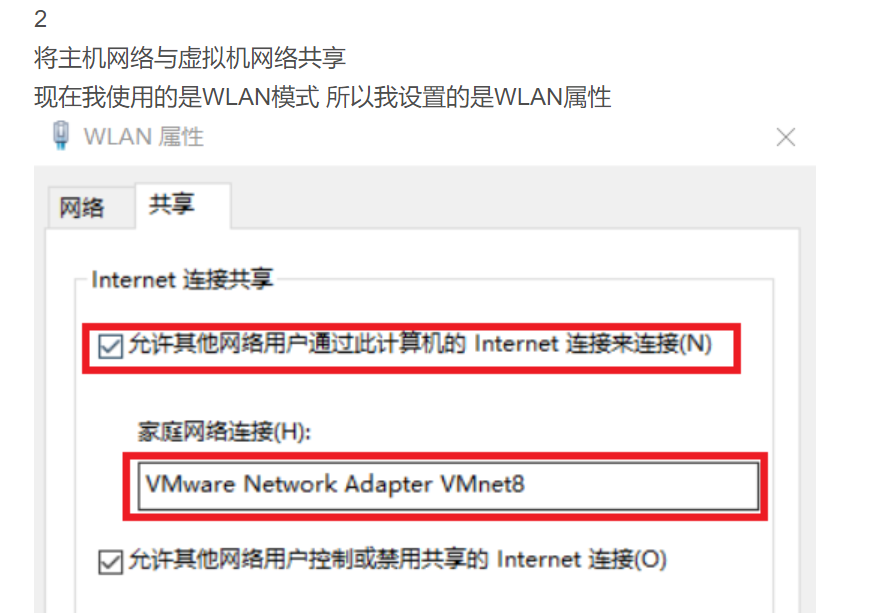 2
将主机网络与虚拟机网络共享
现在我使用的是WLAN模式 所以我设置的是WLAN属性
WLAN 属性
网络 共享
Internet 连接共享
允许其他网络用户通过此计算机的 Internet 连接来连接(N)
家庭网络连接(H):
VMware Network Adapter VMnet8
允许其他网络用户控制或禁用共享的 Internet 连接(O)